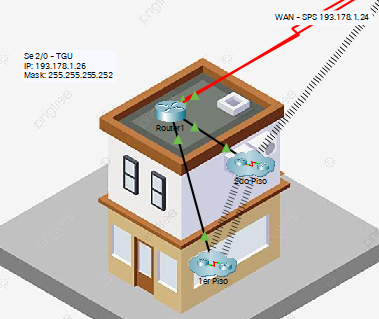 WAN - SPS 193.178.1.24
Se 2/0 - TGU
IP: 193.178.1.26
Mask: 255.255.255.252
Router1
2do Piso
1er Piso